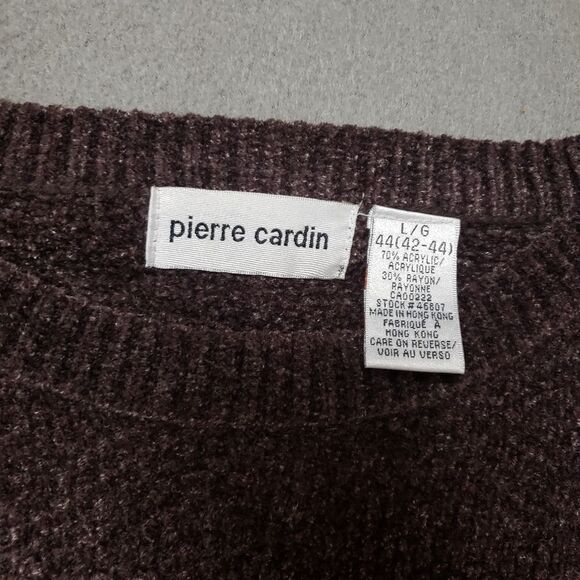 pierre cardin
L/G
44(42-44)
70% ACRYLIC/
ACRYLIQUE
30% RAYON/
RAYONNE
CA00222
STOCK #46807
MADE IN HONG KONG
FABRIQUÉ À
HONG KONG
CARE ON REVERSE/
VOIR AU VERSO